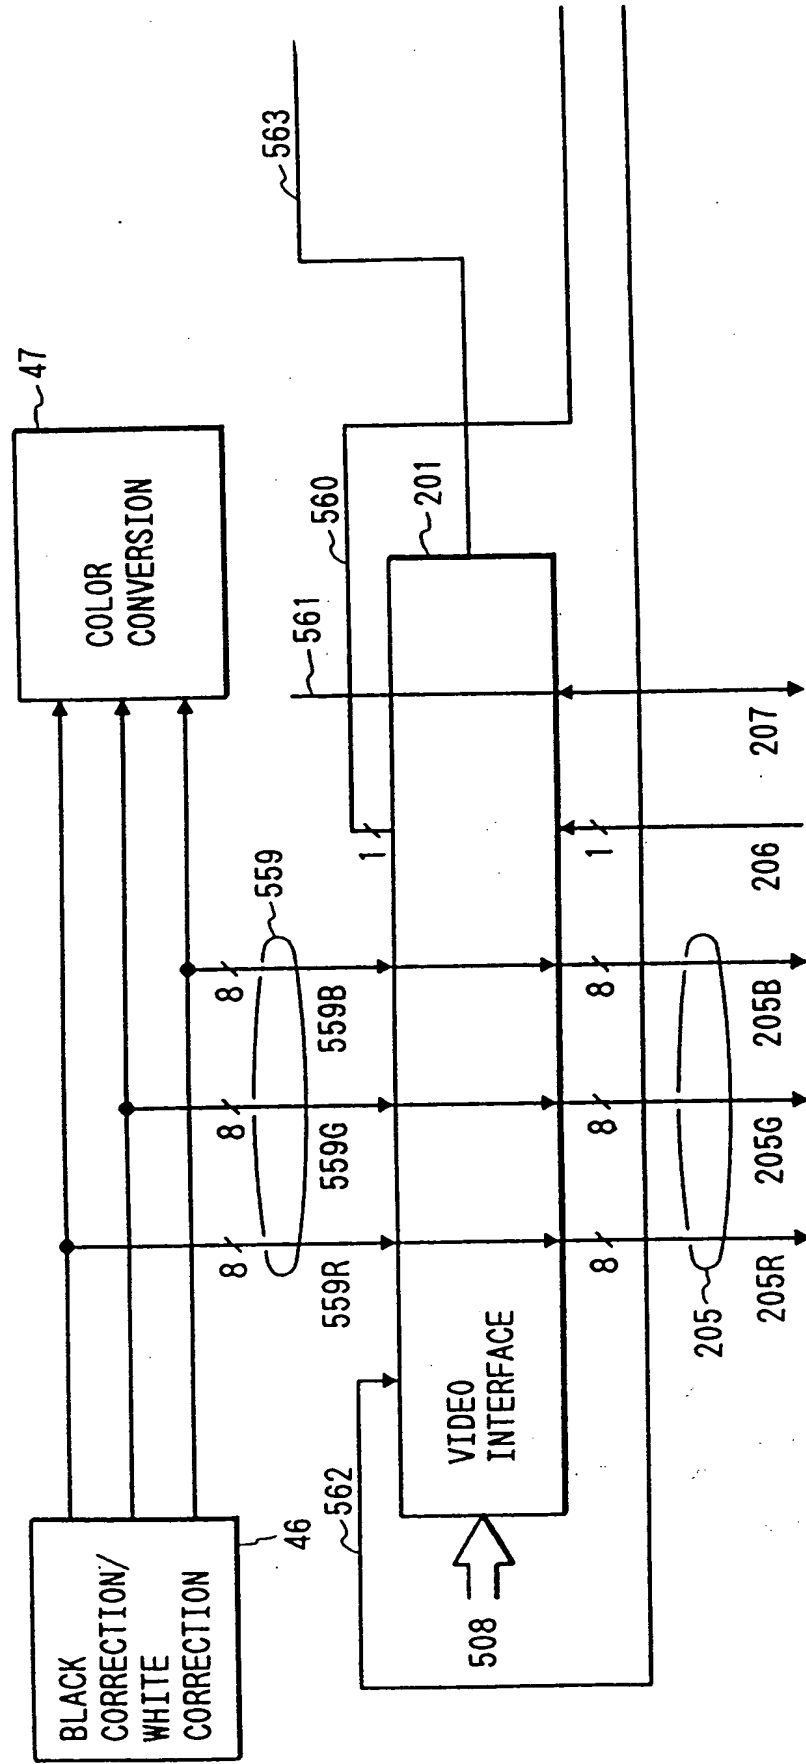 BLACK
CORRECTION/
WHITE
CORRECTION
46
COLOR
CONVERSION
47
559
8
8
8
559R
559G
559B
1
561
560
563
562
201
508
VIDEO
INTERFACE
8
8
8
1
205
205R
205G
205B
206
207